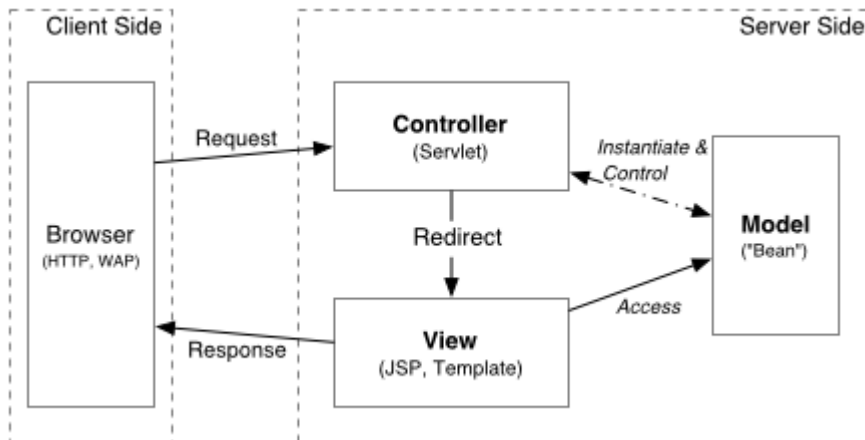 Client Side
Server Side
Request
Controller
(Servlet)
Instantiate &
Control
Browser
(HTTP, WAP)
Redirect
Model
("Bean")
Access
Response
View
(JSP, Template)